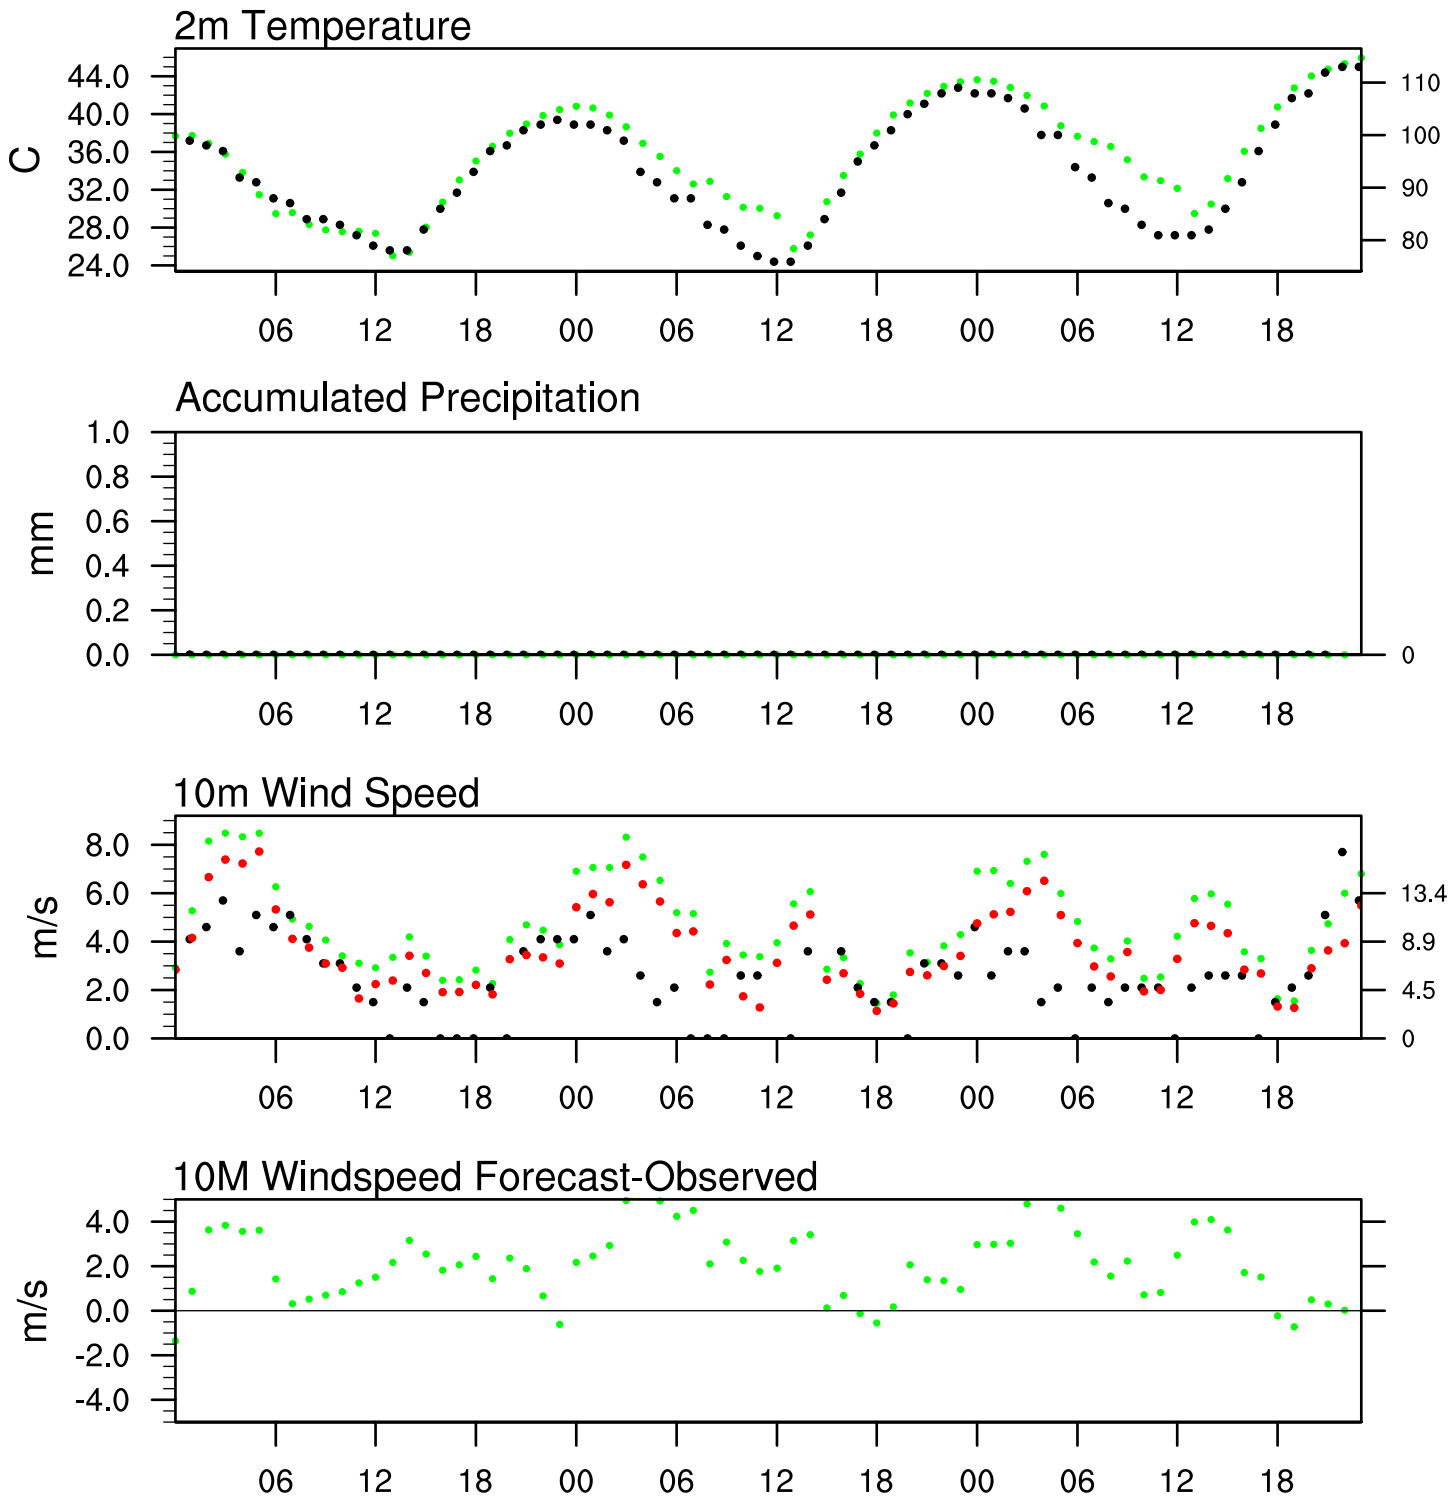 2m Temperature
44.0
40.0
36.0
32.0
28.0
24.0
C
110
100
90
80
06 12 18 00 06 12 18 00 06 12 18
Accumulated Precipitation
1.0
0.8
0.6
0.4
0.2
0.0
mm
0
06 12 18 00 06 12 18 00 06 12 18
10m Wind Speed
8.0
6.0
4.0
2.0
0.0
m/s
13.4
8.9
4.5
0
06 12 18 00 06 12 18 00 06 12 18
10M Windspeed Forecast-Observed
4.0
2.0
0.0
-2.0
-4.0
m/s
06 12 18 00 06 12 18 00 06 12 18